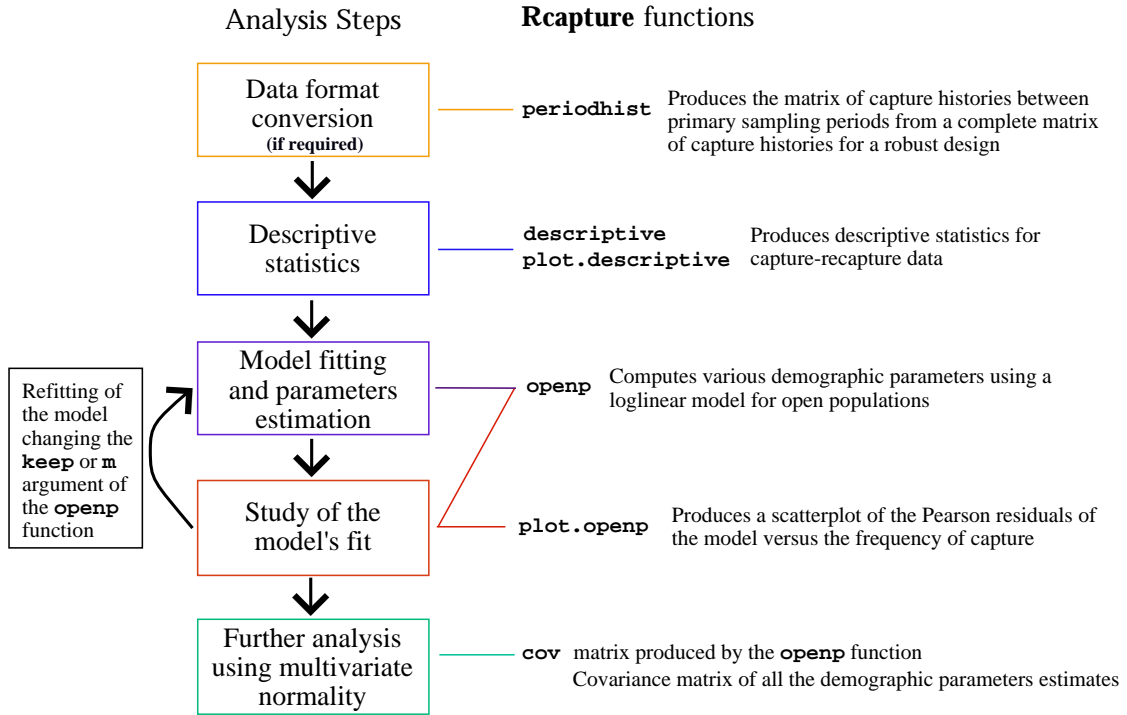 Analysis Steps
Rcapture functions
Data format
conversion
(if required)
periodhist
Produces the matrix of capture histories between
primary sampling periods from a complete matrix
of capture histories for a robust design
Descriptive
statistics
descriptive
plot.descriptive
Produces descriptive statistics for
capture-recapture data
Model fitting
and parameters
estimation
openp
Computes various demographic parameters using a
loglinear model for open populations
Refitting of
the model
changing the
keep or m
argument of
the openp
function
Study of the
model's fit
plot.openp
Produces a scatterplot of the Pearson residuals of
the model versus the frequency of capture
Further analysis
using multivariate
normality
cov matrix produced by the openp function
Covariance matrix of all the demographic parameters estimates